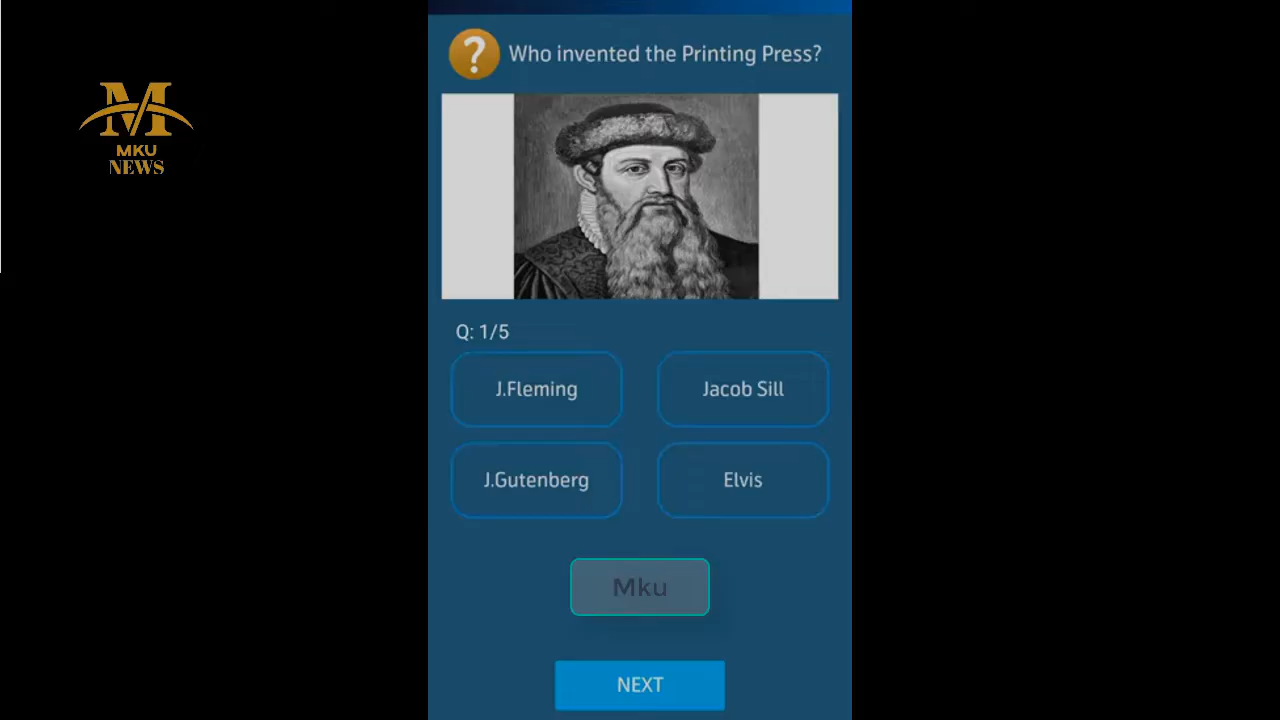 Who invented the Printing Press?
M
MKU
NEWS
Q: 1/5
J.Fleming
Jacob Sill
J.Gutenberg
Elvis
Mku
NEXT